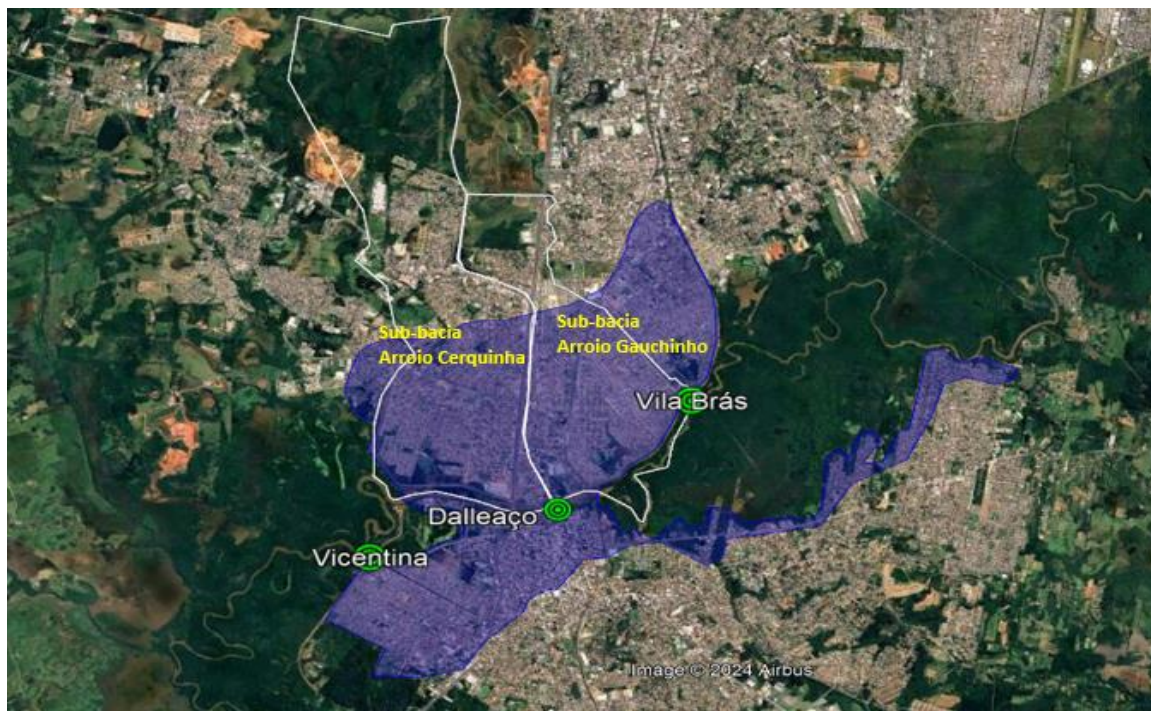 Sub-bacia
Arroio Cerquinha
Sub-bacia
Arroio Gauchinho
Vila Brás
Dalleaço
Vicentina
Image © 2024 Airbus